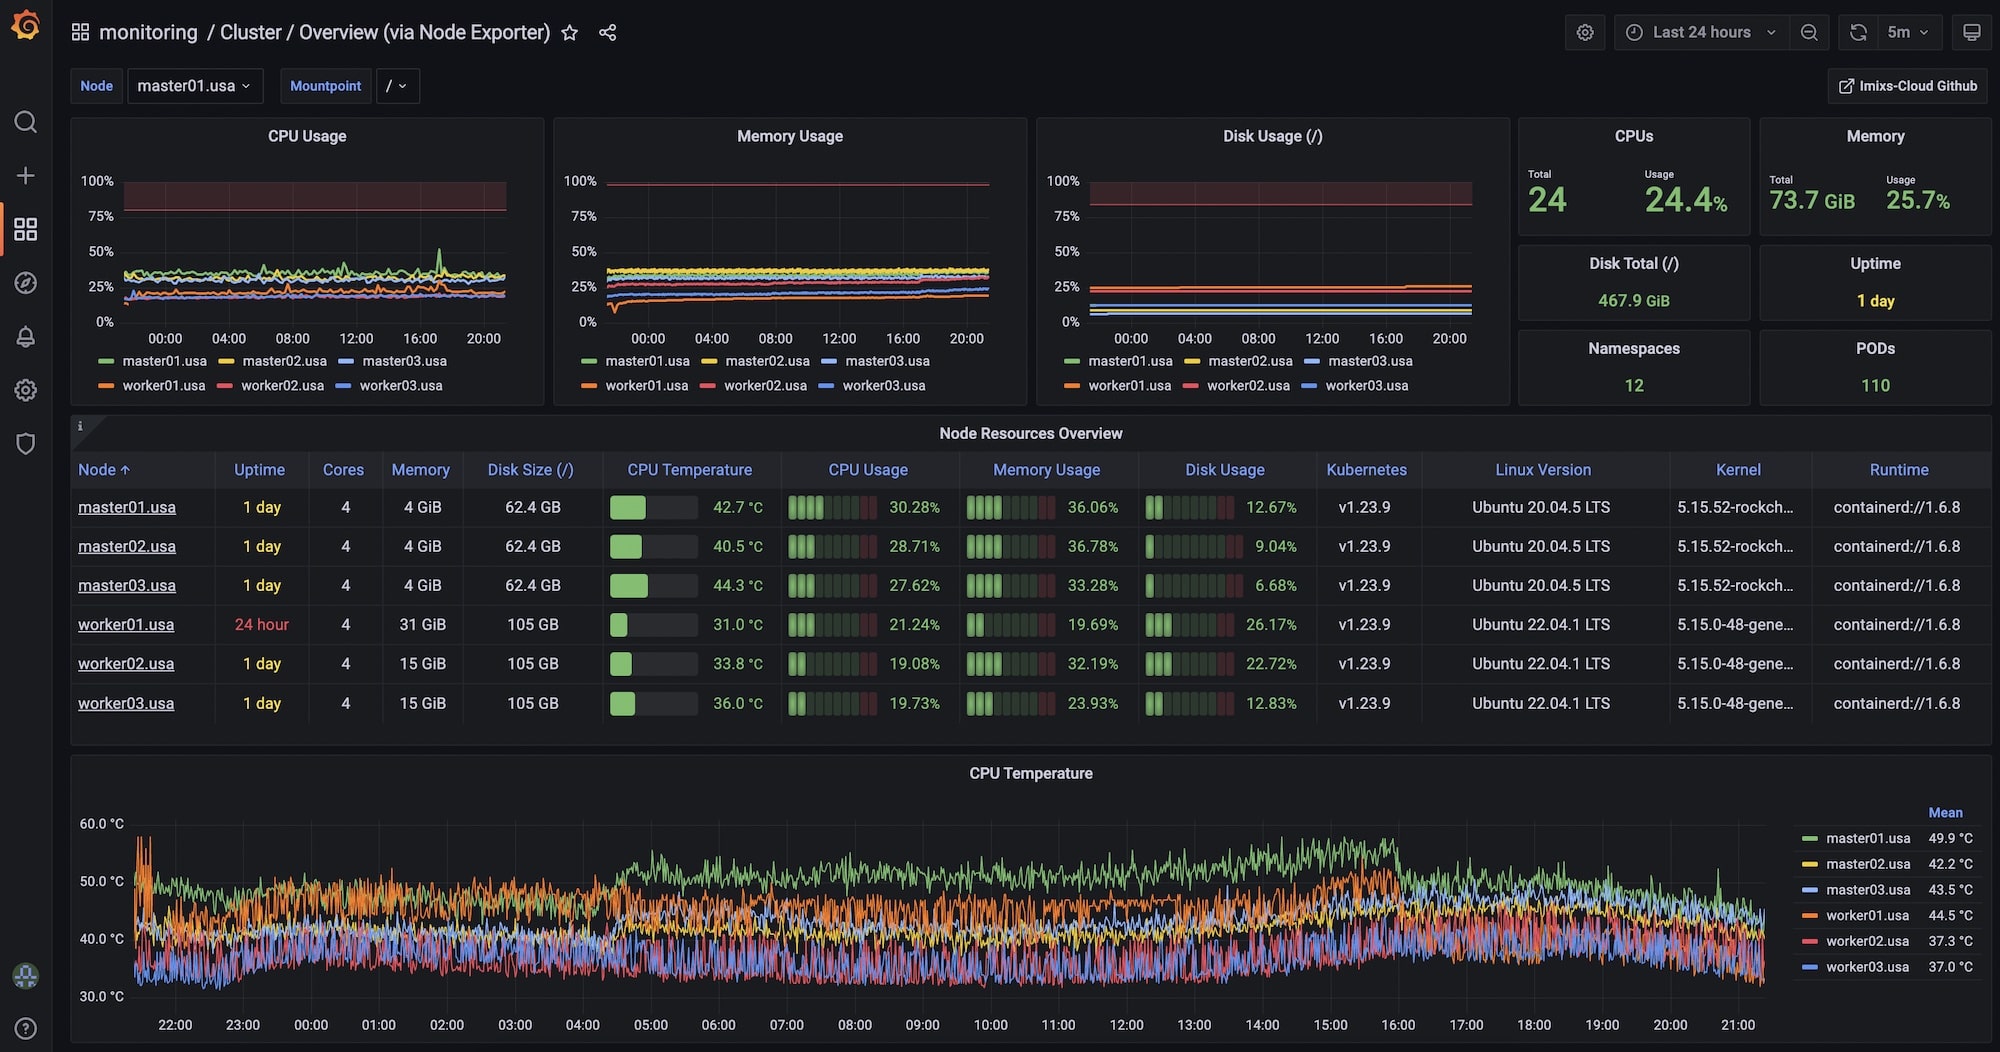 monitoring / Cluster / Overview (via Node Exporter)
Last 24 hours
5m
Node master01.usa Mountpoint /
Imixs-Cloud Github
CPU Usage
100%
75%
50%
25%
0%
00:00 04:00 08:00 12:00 16:00 20:00
master01.usa master02.usa master03.usa
worker01.usa worker02.usa worker03.usa
Memory Usage
100%
75%
50%
25%
0%
00:00 04:00 08:00 12:00 16:00 20:00
master01.usa master02.usa master03.usa
worker01.usa worker02.usa worker03.usa
Disk Usage (/)
100%
75%
50%
25%
0%
00:00 04:00 08:00 12:00 16:00 20:00
master01.usa master02.usa master03.usa
worker01.usa worker02.usa worker03.usa
CPUs
Total Usage
24 24.4%
Memory
Total Usage
73.7 GiB 25.7%
Disk Total (/)
467.9 GiB
Uptime
1 day
Namespaces
12
PODs
110
i
Node Resources Overview
Node Uptime Cores Memory Disk Size (/) CPU Temperature CPU Usage Memory Usage Disk Usage Kubernetes Linux Version Kernel Runtime
master01.usa 1 day 4 4 GiB 62.4 GB 42.7 °C 30.28% 36.06% 12.67% v1.23.9 Ubuntu 20.04.5 LTS 5.15.52-rockch... containerd://1.6.8
master02.usa 1 day 4 4 GiB 62.4 GB 40.5 °C 28.71% 36.78% 9.04% v1.23.9 Ubuntu 20.04.5 LTS 5.15.52-rockch... containerd://1.6.8
master03.usa 1 day 4 4 GiB 62.4 GB 44.3 °C 27.62% 33.28% 6.68% v1.23.9 Ubuntu 20.04.5 LTS 5.15.52-rockch... containerd://1.6.8
worker01.usa 24 hour 4 31 GiB 105 GB 31.0 °C 21.24% 19.69% 26.17% v1.23.9 Ubuntu 22.04.1 LTS 5.15.0-48-gene... containerd://1.6.8
worker02.usa 1 day 4 15 GiB 105 GB 33.8 °C 19.08% 32.19% 22.72% v1.23.9 Ubuntu 22.04.1 LTS 5.15.0-48-gene... containerd://1.6.8
worker03.usa 1 day 4 15 GiB 105 GB 36.0 °C 19.73% 23.93% 12.83% v1.23.9 Ubuntu 22.04.1 LTS 5.15.0-48-gene... containerd://1.6.8
CPU Temperature
60.0 °C
50.0 °C
40.0 °C
30.0 °C
22:00 23:00 00:00 01:00 02:00 03:00 04:00 05:00 06:00 07:00 08:00 09:00 10:00 11:00 12:00 13:00 14:00 15:00 16:00 17:00 18:00 19:00 20:00 21:00
Mean
master01.usa 49.9 °C
master02.usa 42.2 °C
master03.usa 43.5 °C
worker01.usa 44.5 °C
worker02.usa 37.3 °C
worker03.usa 37.0 °C